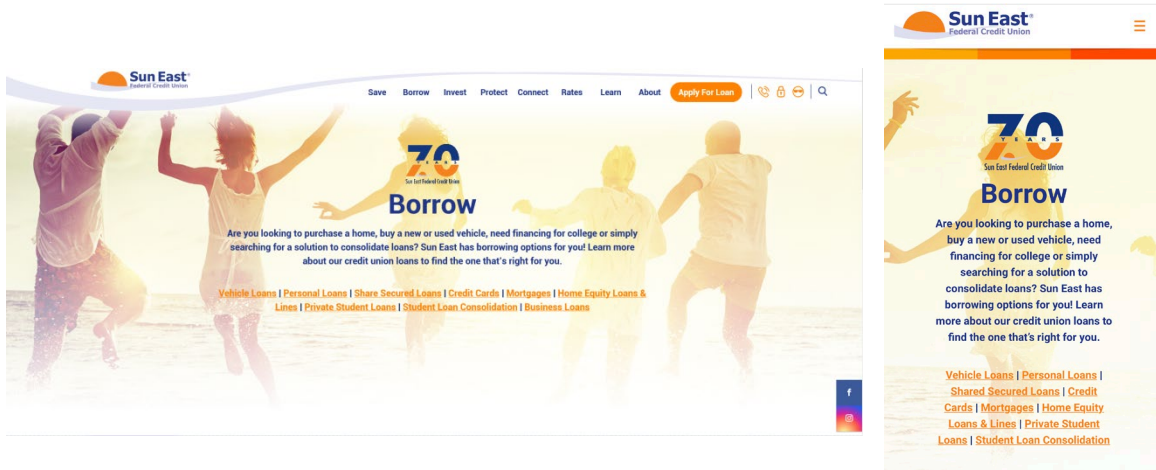 Sun East®
Federal Credit Union
Save Borrow Invest Protect Connect Rates Learn About Apply For Loan
70
YEARS
Sun East Federal Credit Union
Borrow
Are you looking to purchase a home, buy a new or used vehicle, need financing for college or simply
searching for a solution to consolidate loans? Sun East has borrowing options for you! Learn more
about our credit union loans to find the one that's right for you.
Vehicle Loans | Personal Loans | Share Secured Loans | Credit Cards | Mortgages | Home Equity Loans &
Lines | Private Student Loans | Student Loan Consolidation | Business Loans
f
Sun East®
Federal Credit Union
70
YEARS
Sun East Federal Credit Union
Borrow
Are you looking to purchase a home,
buy a new or used vehicle, need
financing for college or simply
searching for a solution to
consolidate loans? Sun East has
borrowing options for you! Learn
more about our credit union loans to
find the one that's right for you.
Vehicle Loans | Personal Loans |
Shared Secured Loans | Credit
Cards | Mortgages | Home Equity
Loans & Lines | Private Student
Loans | Student Loan Consolidation